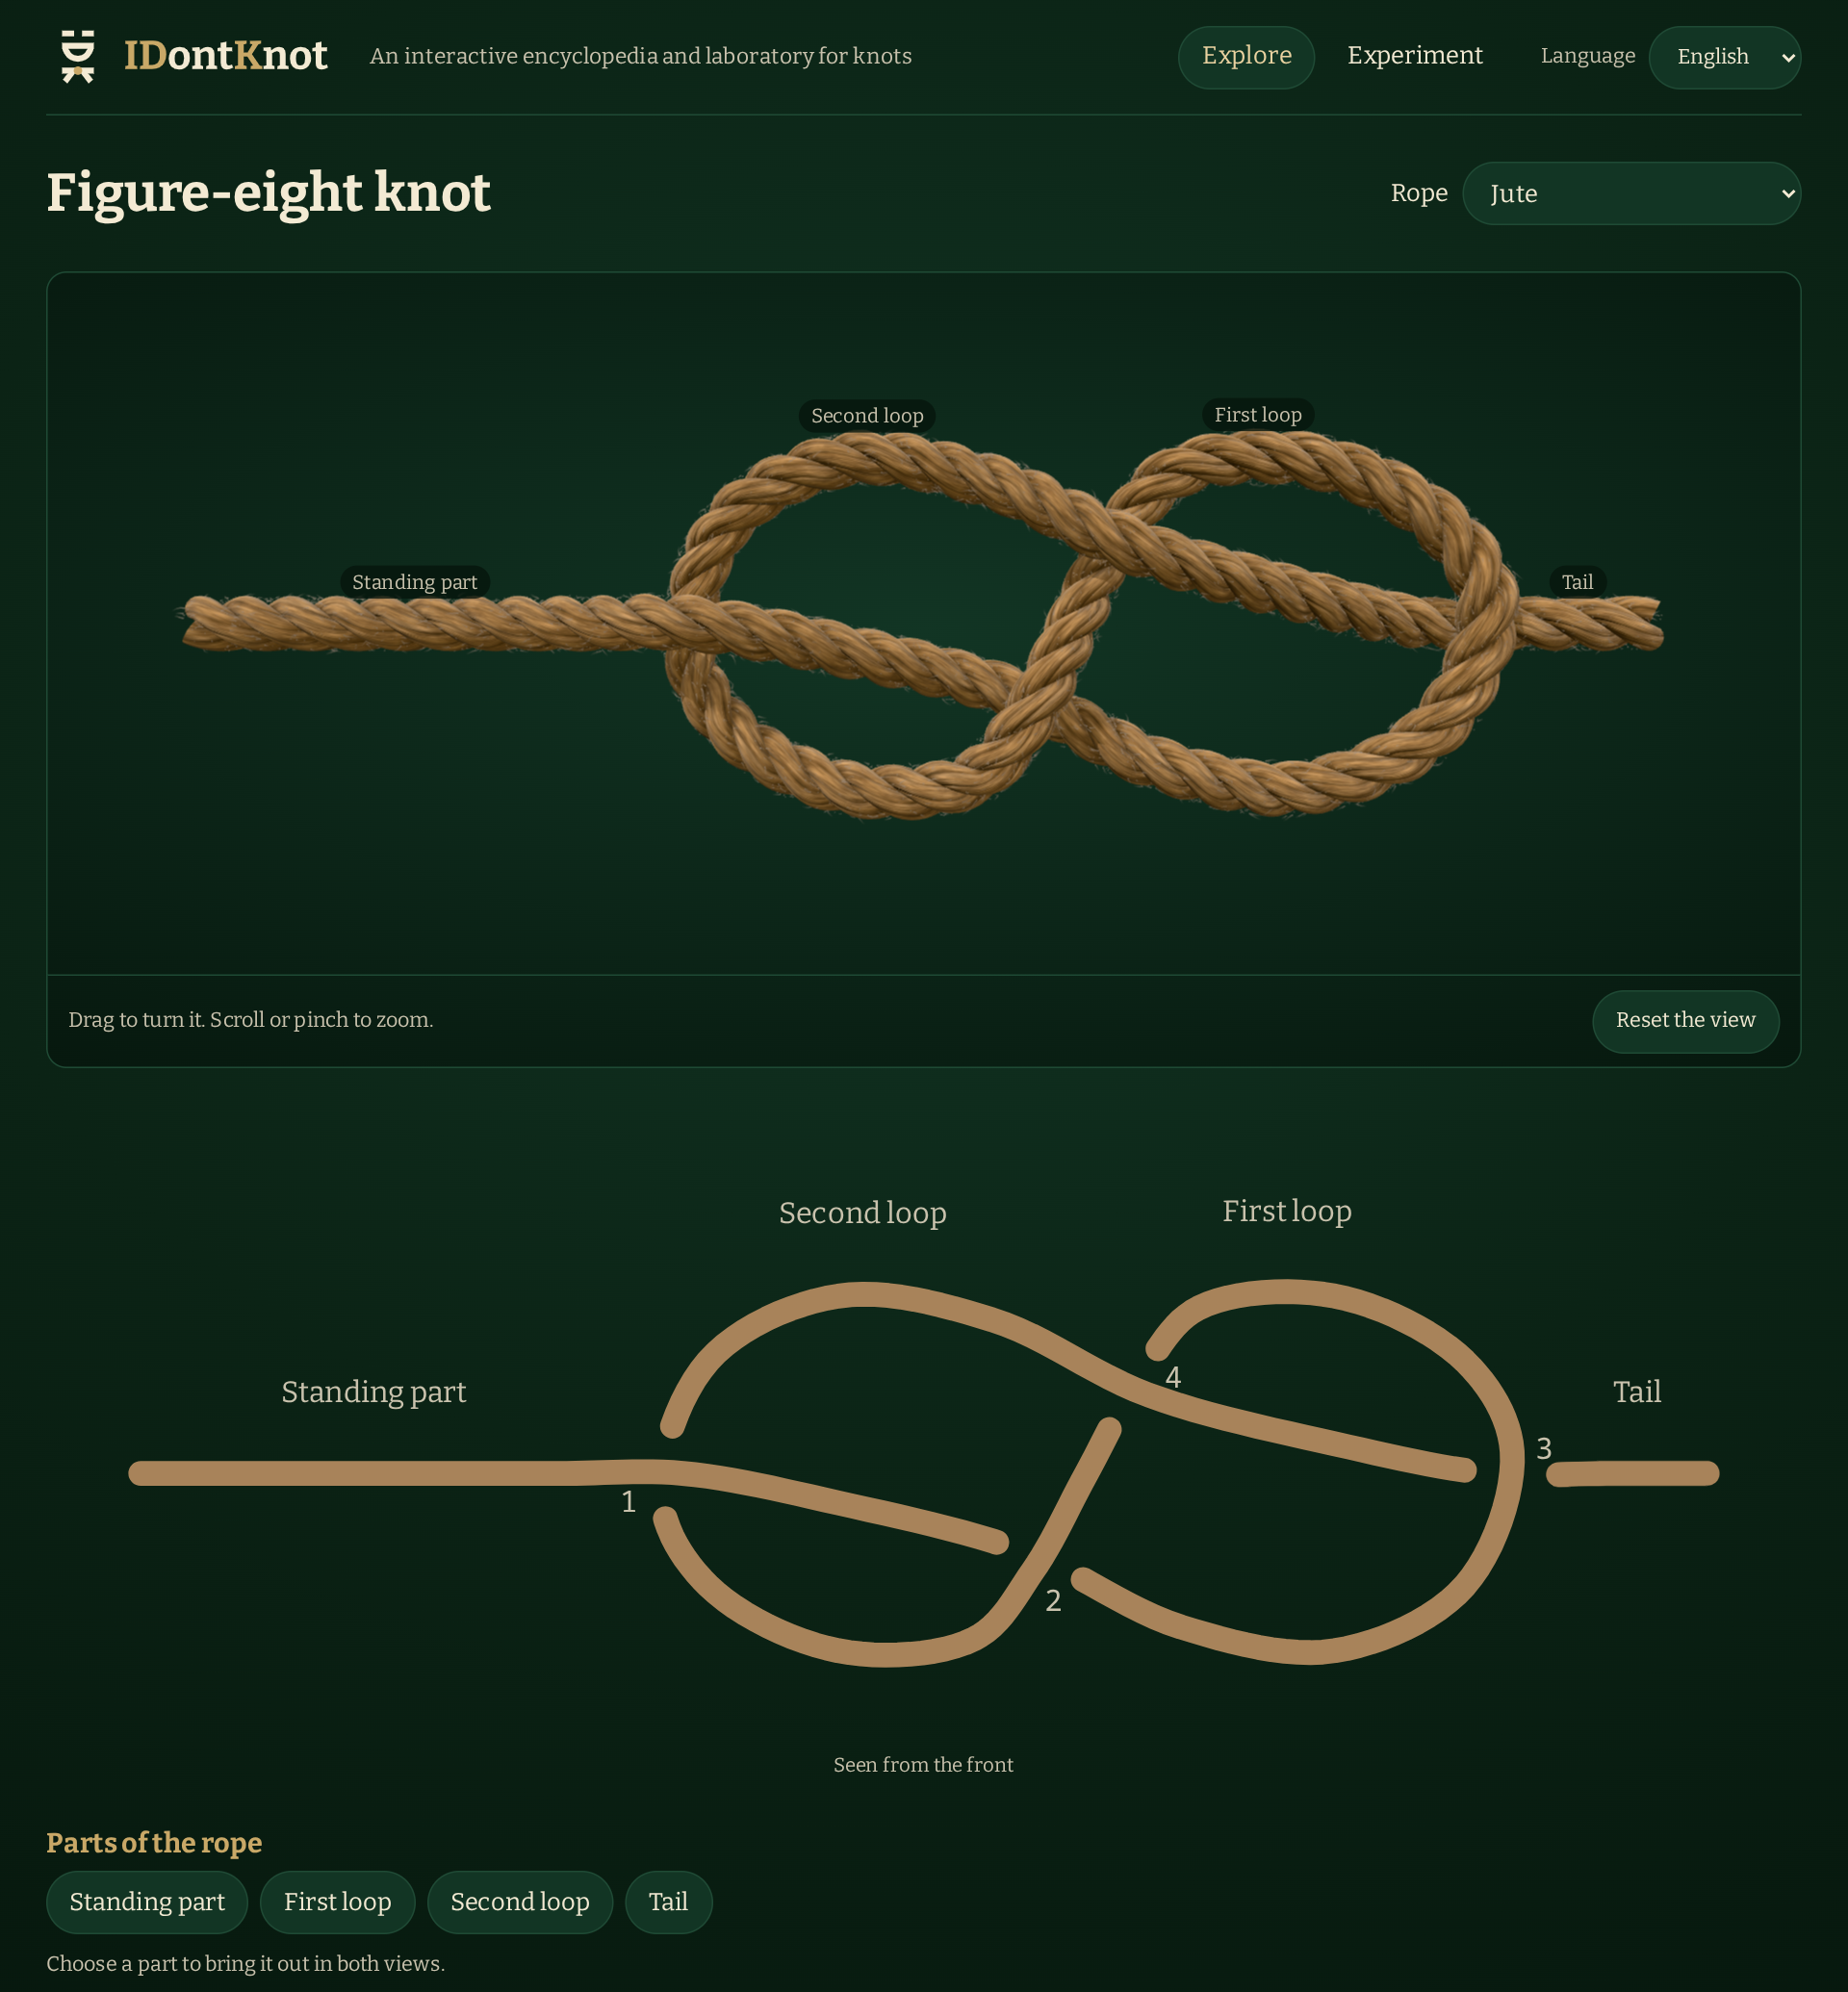 IDontKnot
An interactive encyclopedia and laboratory for knots
Explore
Experiment
Language
English
Figure-eight knot
Rope
Jute
Second loop
First loop
Standing part
Tail
Drag to turn it. Scroll or pinch to zoom.
Reset the view
Second loop
First loop
4
Standing part
Tail
3
1
2
Seen from the front
Parts of the rope
Standing part
First loop
Second loop
Tail
Choose a part to bring it out in both views.